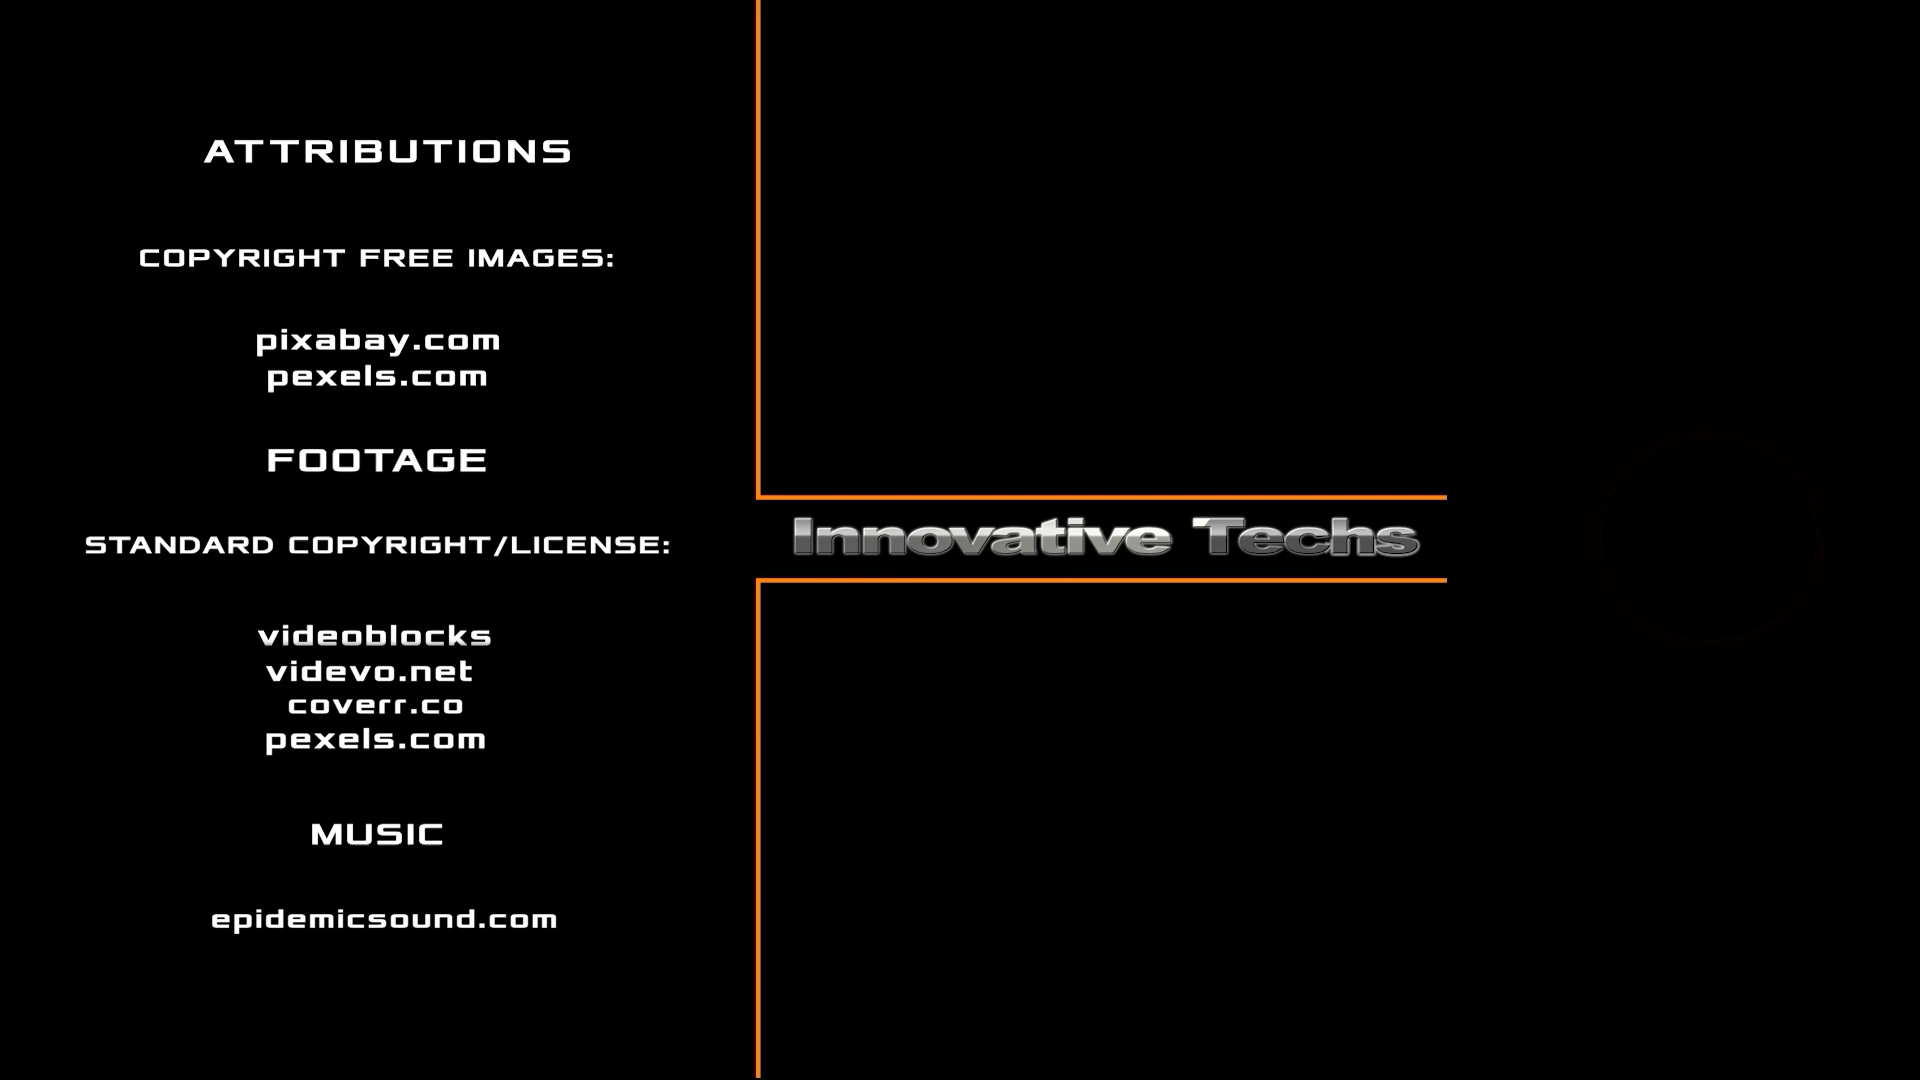 ATTRIBUTIONS
COPYRIGHT FREE IMAGES:
pixabay.com
pexels.com
FOOTAGE
STANDARD COPYRIGHT/LICENSE:
videoblocks
videvo.net
coverr.co
pexels.com
MUSIC
epidemicsound.com
Innovative Techs